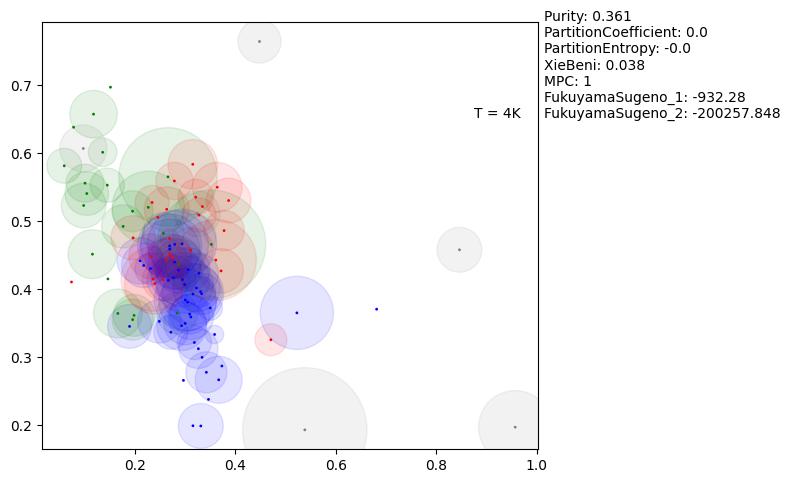 Purity: 0.361
PartitionCoefficient: 0.0
PartitionEntropy: -0.0
XieBeni: 0.038
MPC: 1
FukuyamaSugeno_1: -932.28
FukuyamaSugeno_2: -200257.848
T = 4K
0.7
0.6
0.5
0.4
0.3
0.2
0.2 0.4 0.6 0.8 1.0